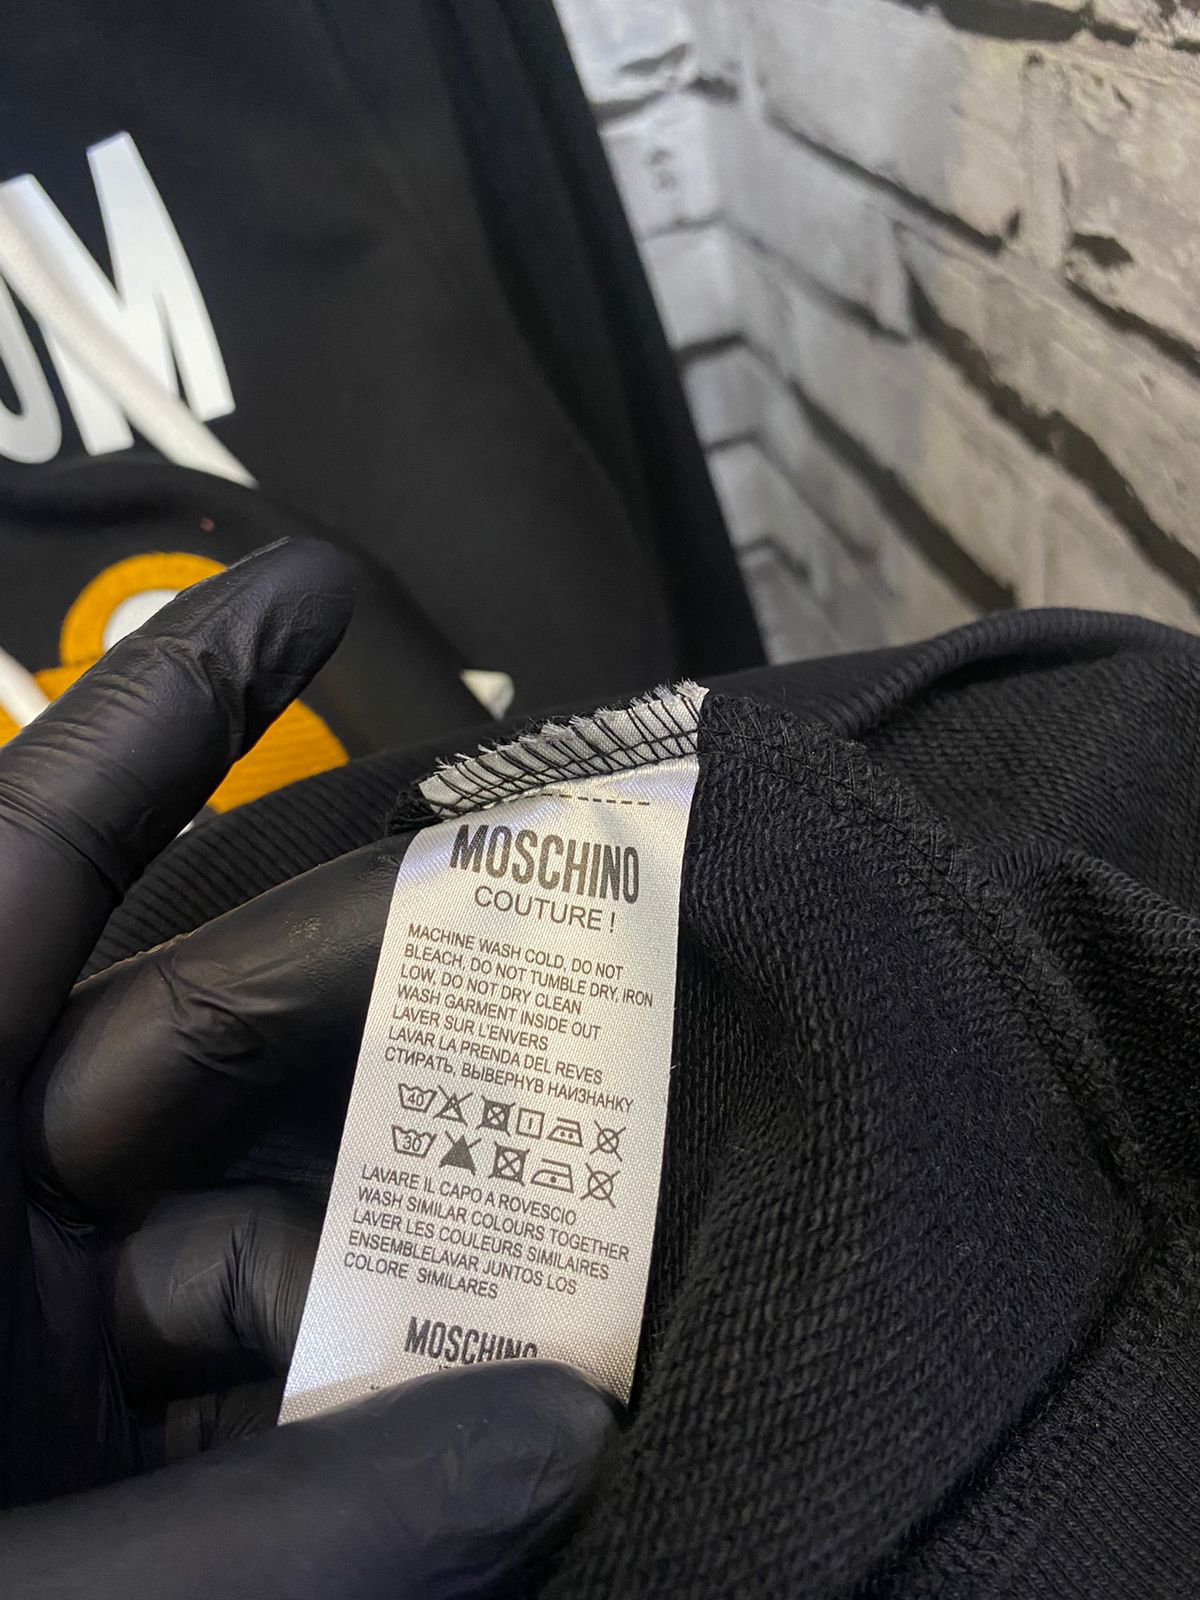 MOSCHINO
COUTURE !
MACHINE WASH COLD, DO NOT
BLEACH, DO NOT TUMBLE DRY, IRON
LOW, DO NOT DRY CLEAN
WASH GARMENT INSIDE OUT
LAVER SUR L'ENVERS
LAVAR LA PRENDA DEL REVES
СТИРАТЬ, ВЫВЕРНУВ НАИЗНАНКУ
40
30
LAVARE IL CAPO A ROVESCIO
WASH SIMILAR COLOURS TOGETHER
LAVER LES COULEURS SIMILAIRES
ENSEMBLELAVAR JUNTOS LOS
COLORE SIMILARES
MOSCHINO